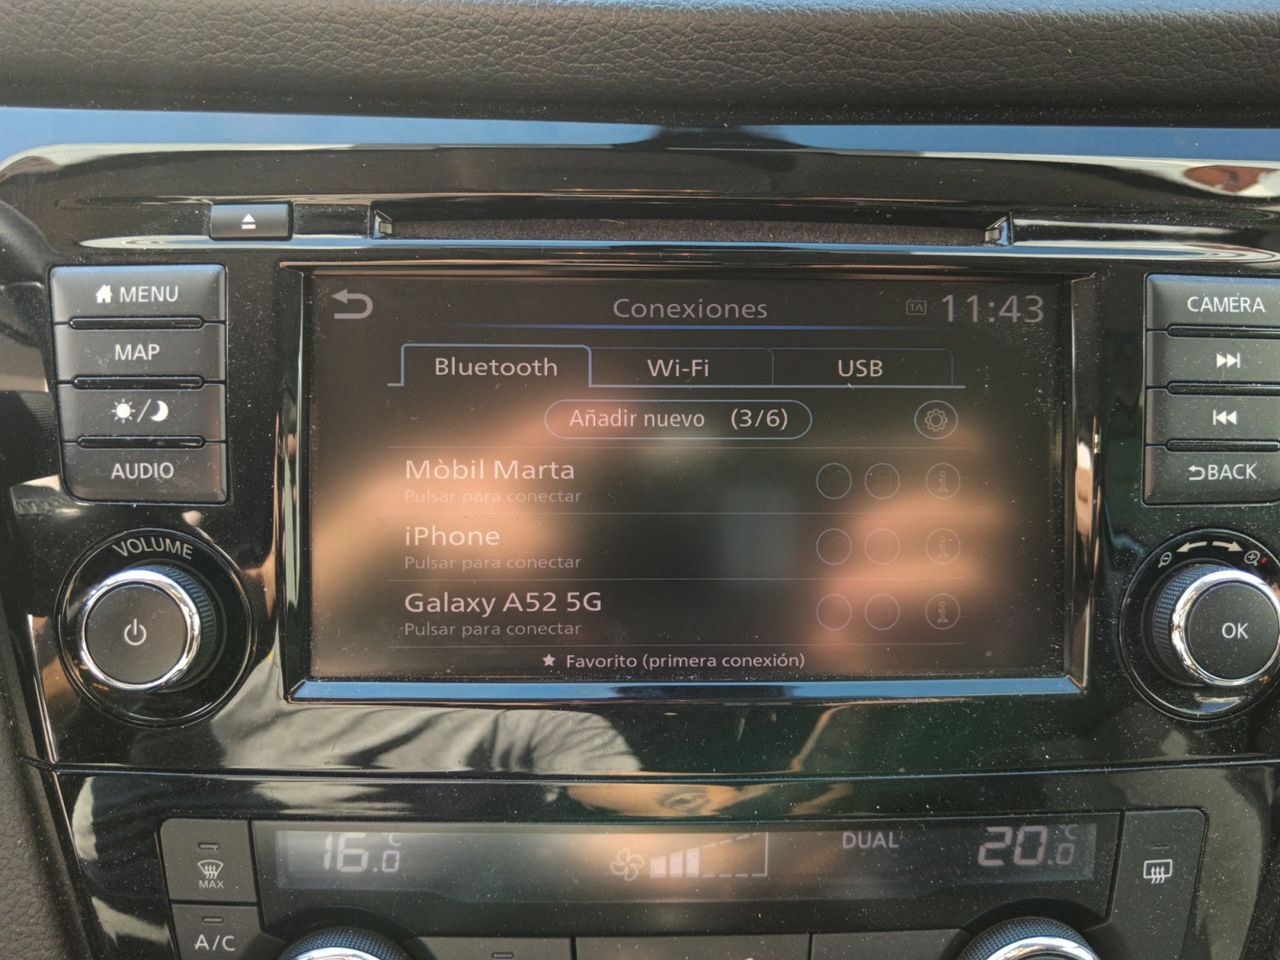 MENU
MAP
AUDIO
VOLUME
Conexiones
TA
11:43
Bluetooth
Wi-Fi
USB
Añadir nuevo (3/6)
Mòbil Marta
Pulsar para conectar
iPhone
Pulsar para conectar
Galaxy A52 5G
Pulsar para conectar
★ Favorito (primera conexión)
CAMERA
BACK
OK
MAX
A/C
16.0 °C
DUAL
20.0 °C